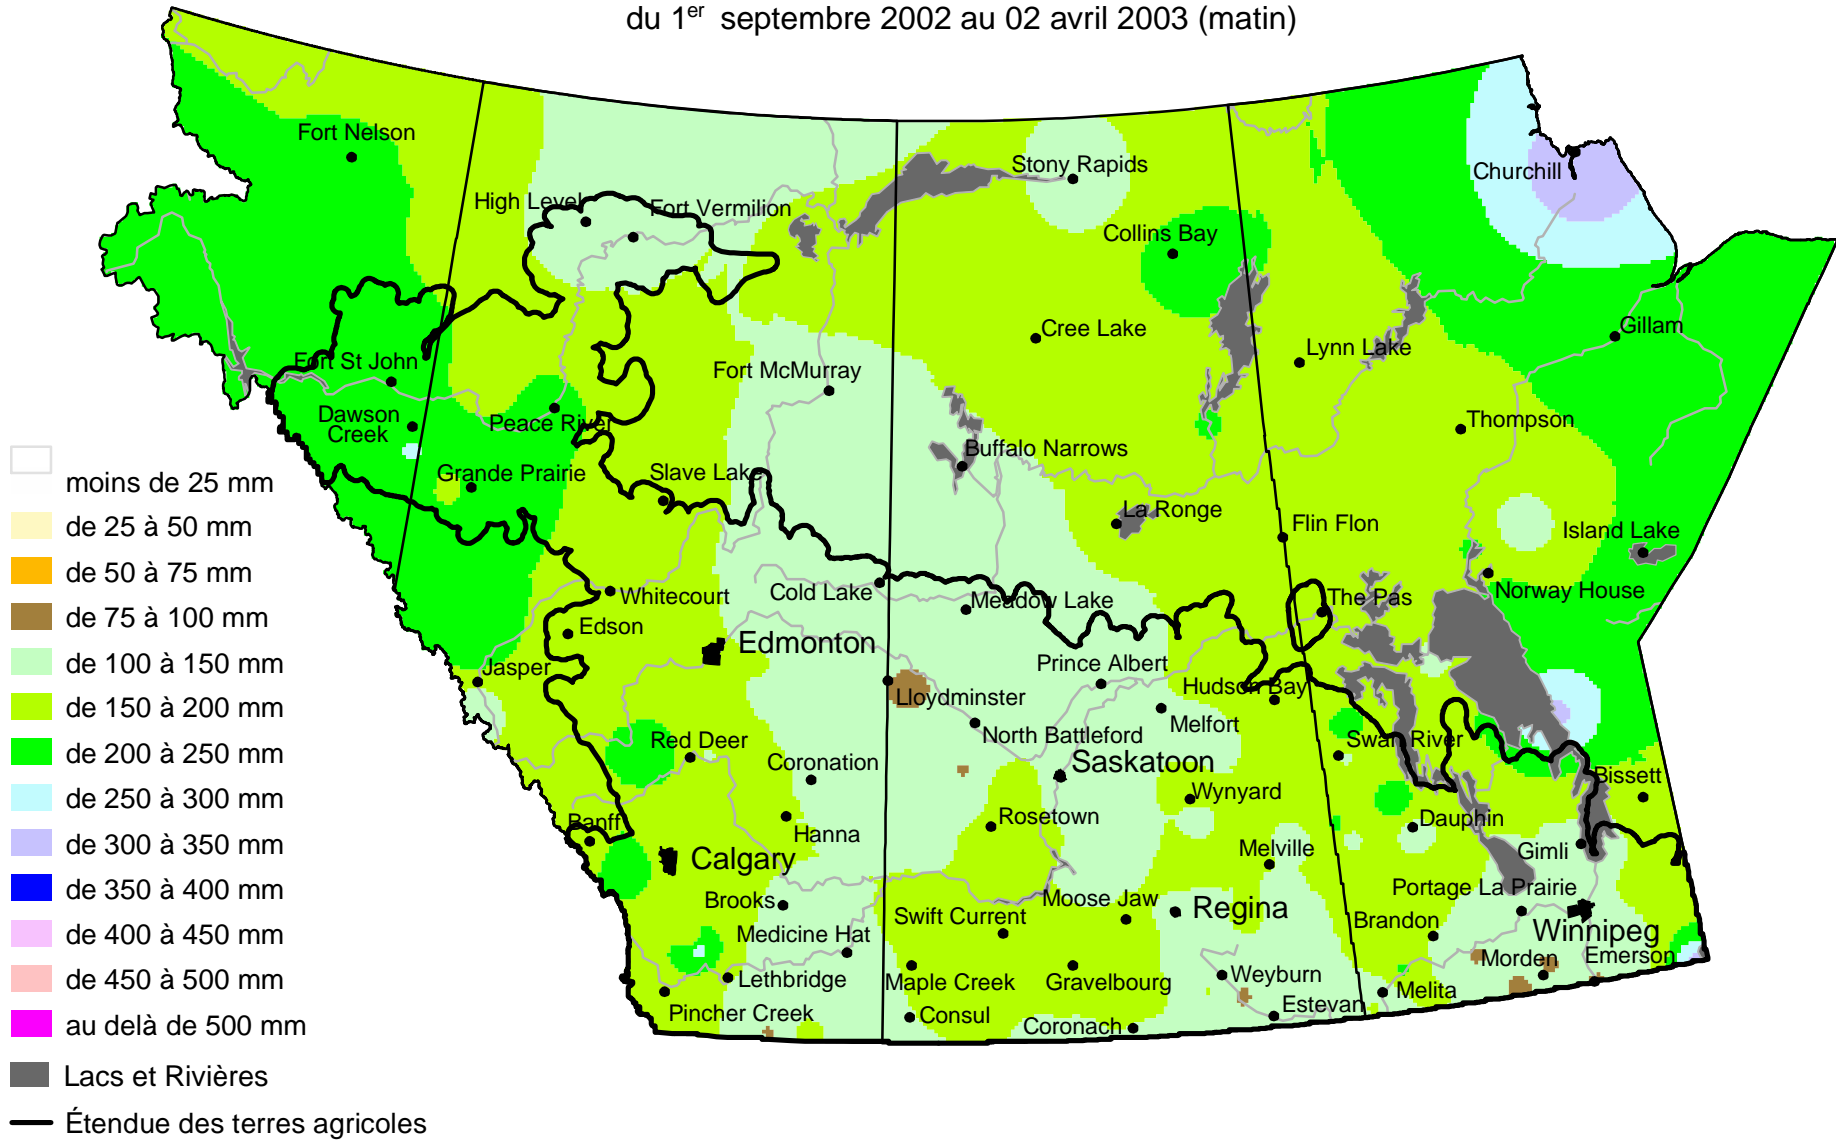 du 1er septembre 2002 au 02 avril 2003 (matin)
Fort Nelson
Stony Rapids
Churchill
High Level
Fort Vermilion
Collins Bay
Gillam
Cree Lake
Lynn Lake
Fort St John
Fort McMurray
Dawson
Creek
Peace River
Thompson
Buffalo Narrows
Grande Prairie
Slave Lake
La Ronge
Flin Flon
Island Lake
Cold Lake
Meadow Lake
Whitecourt
The Pas
Norway House
Edson
Edmonton
Jasper
Prince Albert
Hudson Bay
Lloydminster
Melfort
North Battleford
Red Deer
Swan River
Coronation
Saskatoon
Bissett
Wynyard
Banff
Hanna
Rosetown
Dauphin
Calgary
Melville
Gimli
Brooks
Moose Jaw
Portage La Prairie
Swift Current
Regina
Brandon
Medicine Hat
Winnipeg
Morden
Emerson
Lethbridge
Maple Creek
Gravelbourg
Weyburn
Melita
Pincher Creek
Consul
Coronach
Estevan
moins de 25 mm
de 25 à 50 mm
de 50 à 75 mm
de 75 à 100 mm
de 100 à 150 mm
de 150 à 200 mm
de 200 à 250 mm
de 250 à 300 mm
de 300 à 350 mm
de 350 à 400 mm
de 400 à 450 mm
de 450 à 500 mm
au delà de 500 mm
Lacs et Rivières
Étendue des terres agricoles